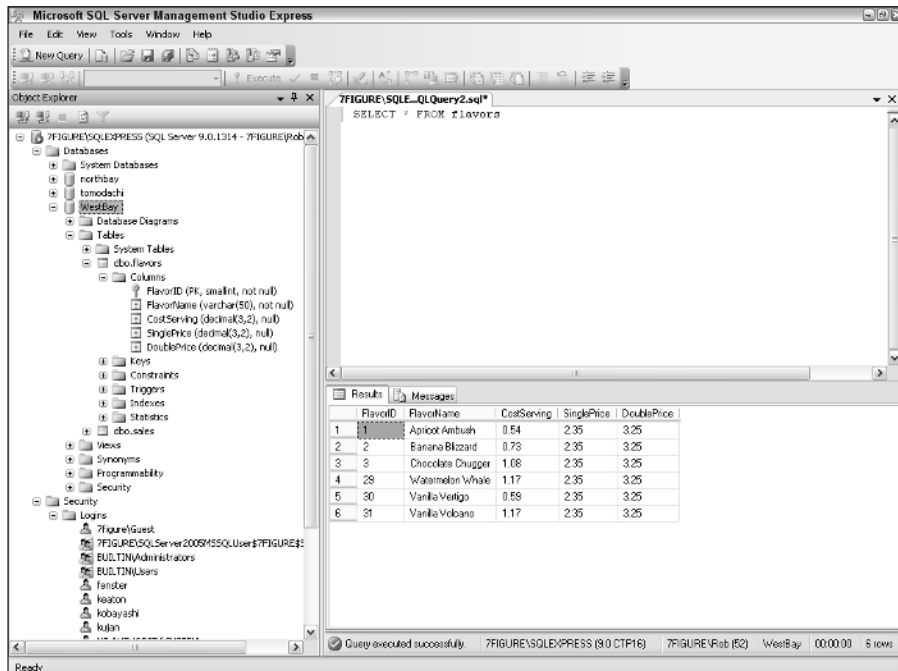 Microsoft SQL Server Management Studio Express
File Edit View Tools Window Help
New Query
Execute
Object Explorer
7FIGURE\SQLEXPRESS (SQL Server 9.0.1314 - 7FIGURE\Rob
Databases
System Databases
northbay
tomodachi
WestBay
Database Diagrams
Tables
System Tables
dbo.flavors
Columns
FlavorID (PK, smallint, not null)
FlavorName (varchar(50), not null)
CostServing (decimal(3,2), null)
SinglePrice (decimal(3,2), null)
DoublePrice (decimal(3,2), null)
Keys
Constraints
Triggers
Indexes
Statistics
dbo.sales
Views
Synonyms
Programmability
Security
Security
Logins
7Figure\Guest
7FIGURE\SQLServer2005MSSQLUser$7FIGURE$S
BUILTIN\Administrators
BUILTIN\Users
fenster
keaton
kobayashi
kujan
7FIGURE\SQLE...QLQuery2.sql*
SELECT * FROM flavors
Results Messages
FlavorID FlavorName CostServing SinglePrice DoublePrice
1 1 Apricot Ambush 0.54 2.35 3.25
2 2 Banana Blizzard 0.73 2.35 3.25
3 3 Chocolate Chugger 1.08 2.35 3.25
4 29 Watermelon Whale 1.17 2.35 3.25
5 30 Vanilla Vertigo 0.59 2.35 3.25
6 31 Vanilla Volcano 1.17 2.35 3.25
Query executed successfully. 7FIGURE\SQLEXPRESS (9.0 CTP16) 7FIGURE\Rob (52) WestBay 00:00:00 6 rows
Ready